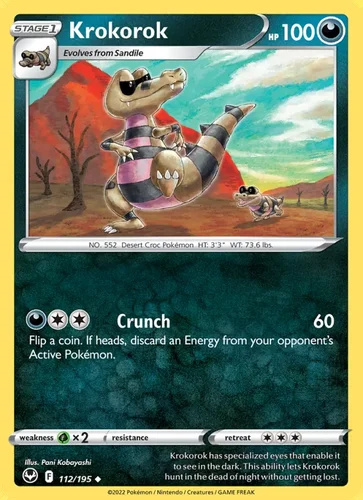 STAGE 1
Krokorok
HP 100
Evolves from Sandile
NO. 552 Desert Croc Pokémon HT: 3'3" WT: 73.6 lbs.
Crunch 60
Flip a coin. If heads, discard an Energy from your opponent's
Active Pokémon.
weakness ×2 resistance retreat
Illus. Pani Kobayashi
F 112/195
Krokorok has specialized eyes that enable it
to see in the dark. This ability lets Krokorok
hunt in the dead of night without getting lost.
©2022 Pokémon / Nintendo / Creatures / GAME FREAK